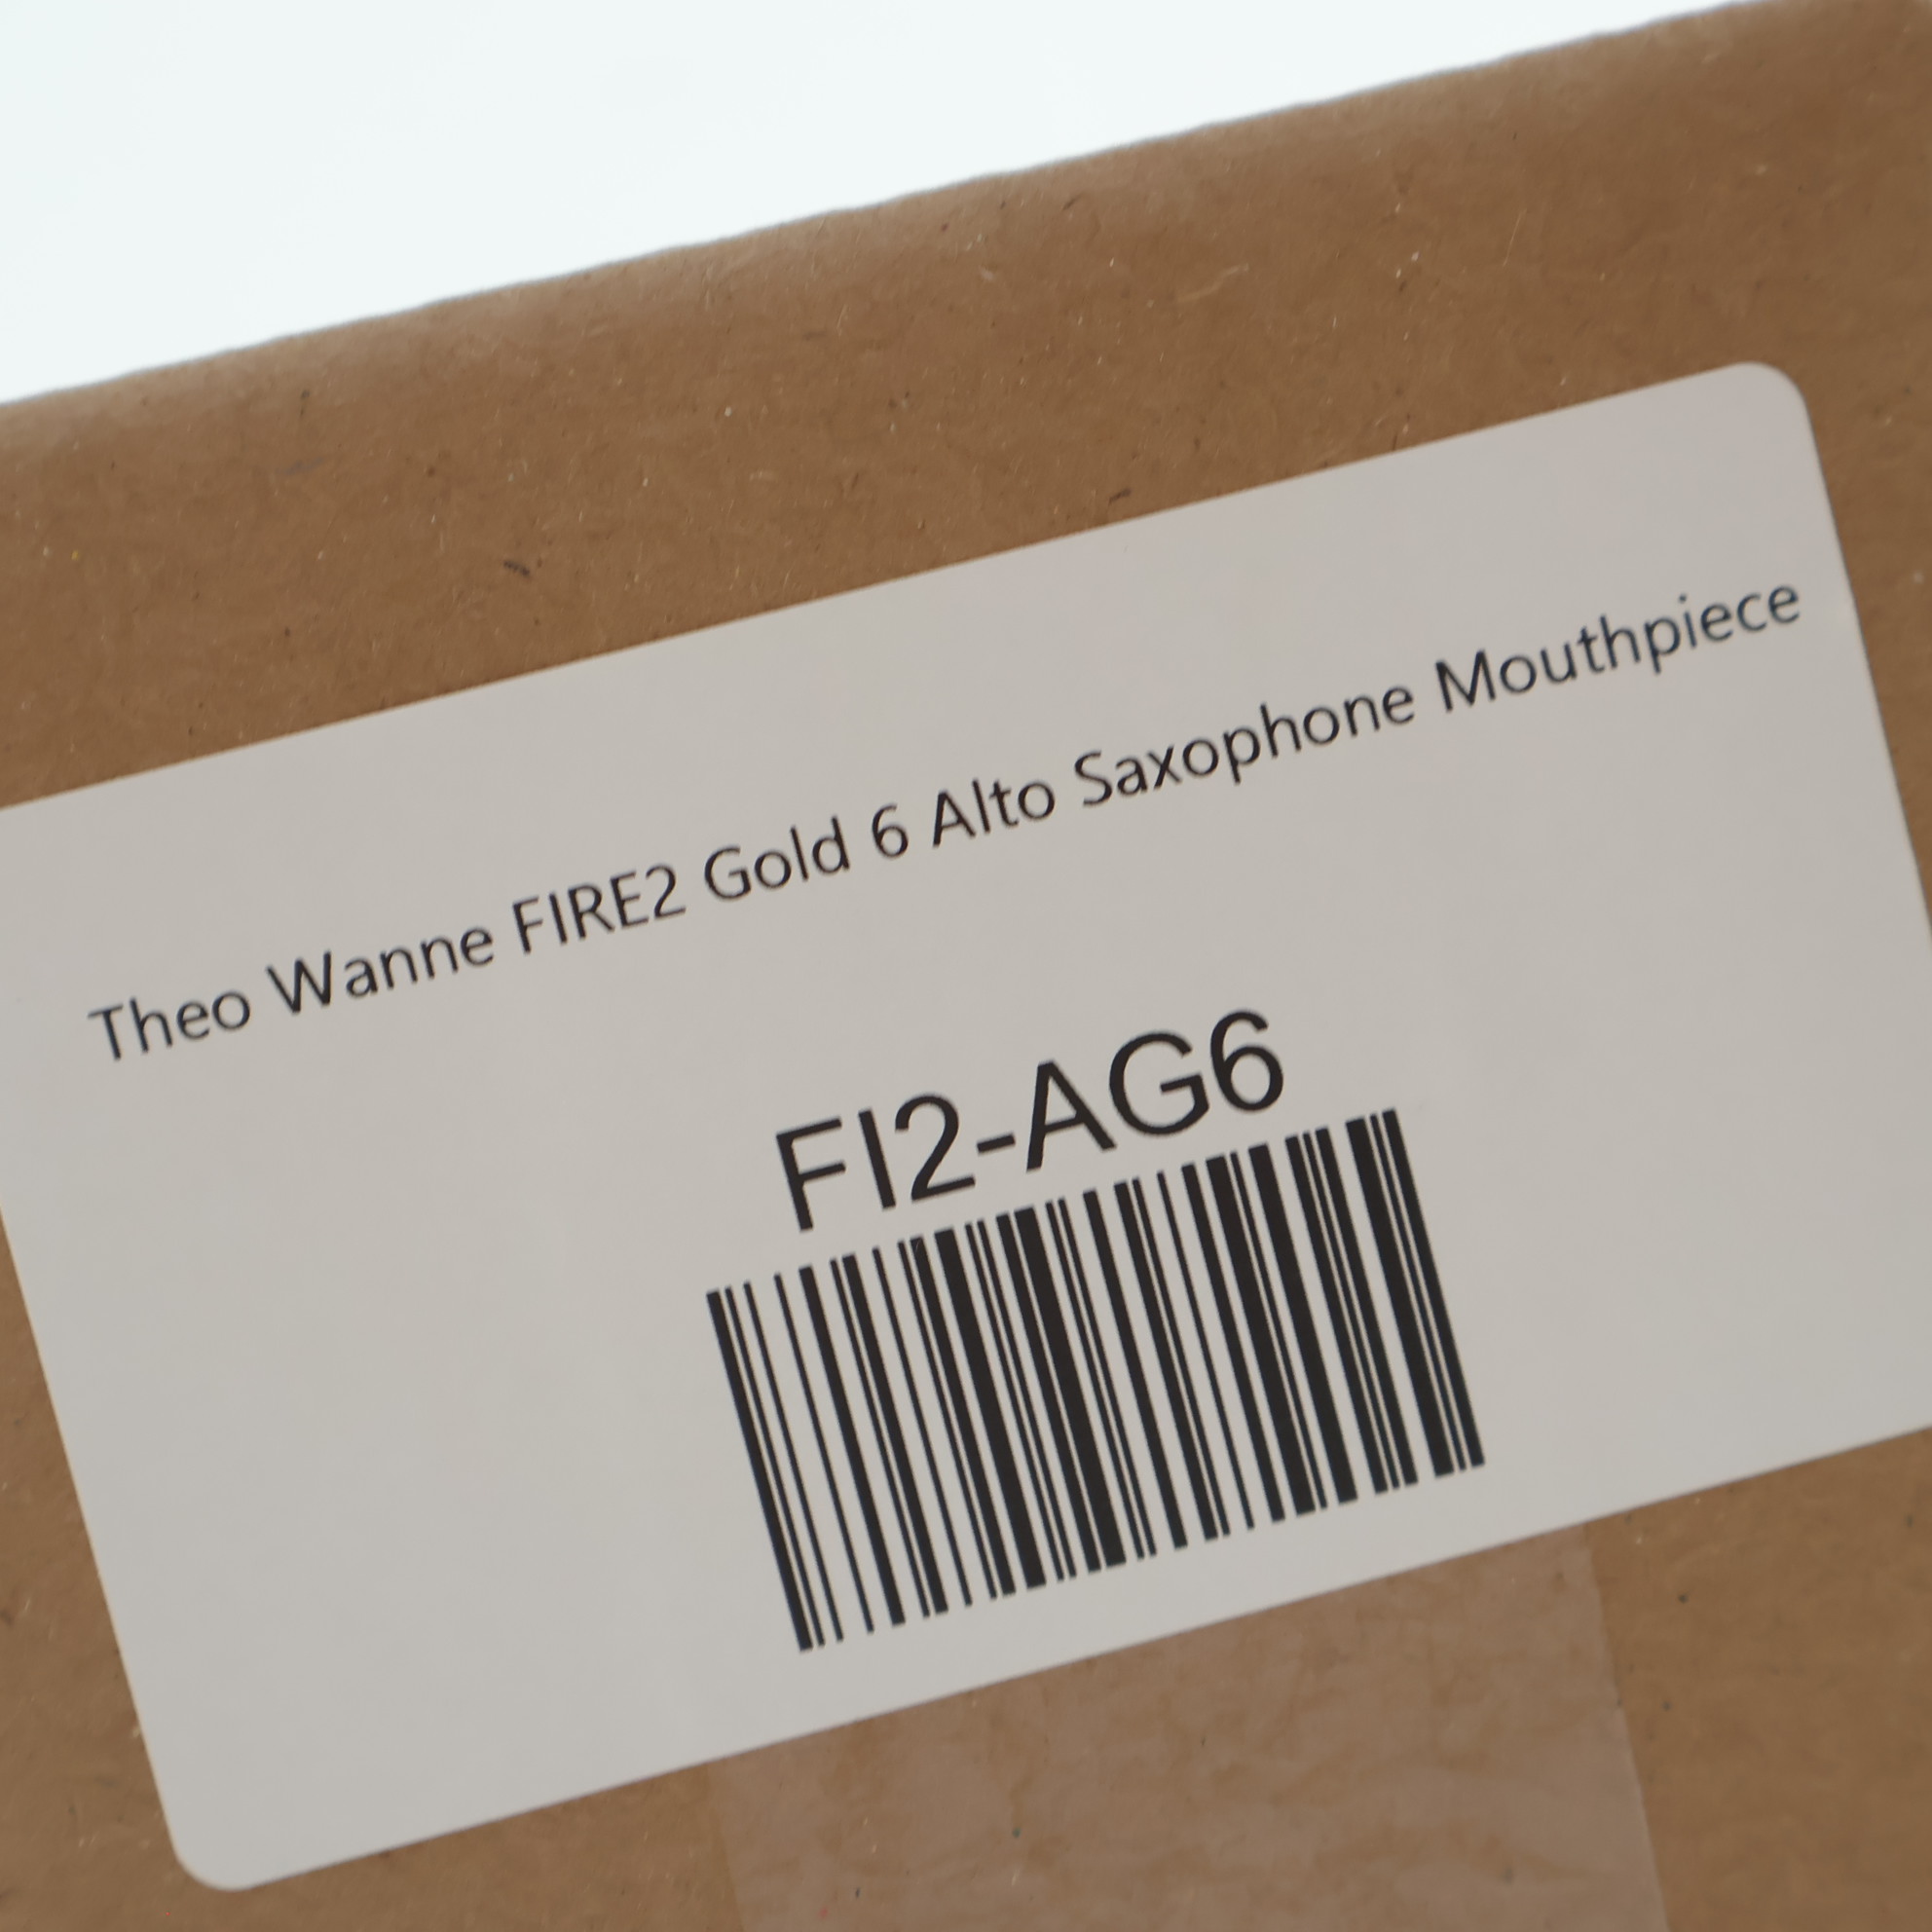 Theo Wanne FIRE2 Gold 6 Alto Saxophone Mouthpiece
FI2-AG6